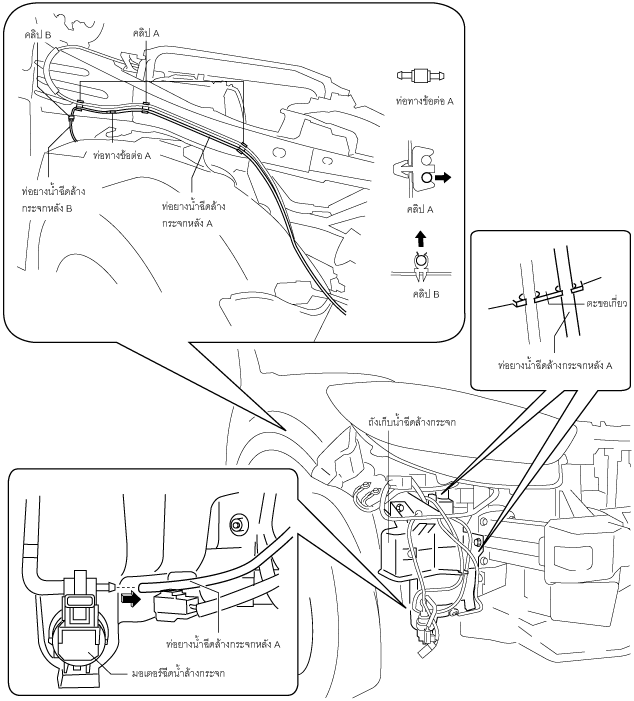 คลิป B
คลิป A
ท่อทางข้อต่อ A
ท่อทางข้อต่อ A
ท่อยางน้ำฉีดล้าง
กระจกหลัง B
ท่อยางน้ำฉีดล้าง
กระจกหลัง A
คลิป A
คลิป B
ตะขอเกี่ยว
ท่อยางน้ำฉีดล้างกระจกหลัง A
ถังเก็บน้ำฉีดล้างกระจก
ท่อยางน้ำฉีดล้างกระจกหลัง A
มอเตอร์ฉีดน้ำล้างกระจก